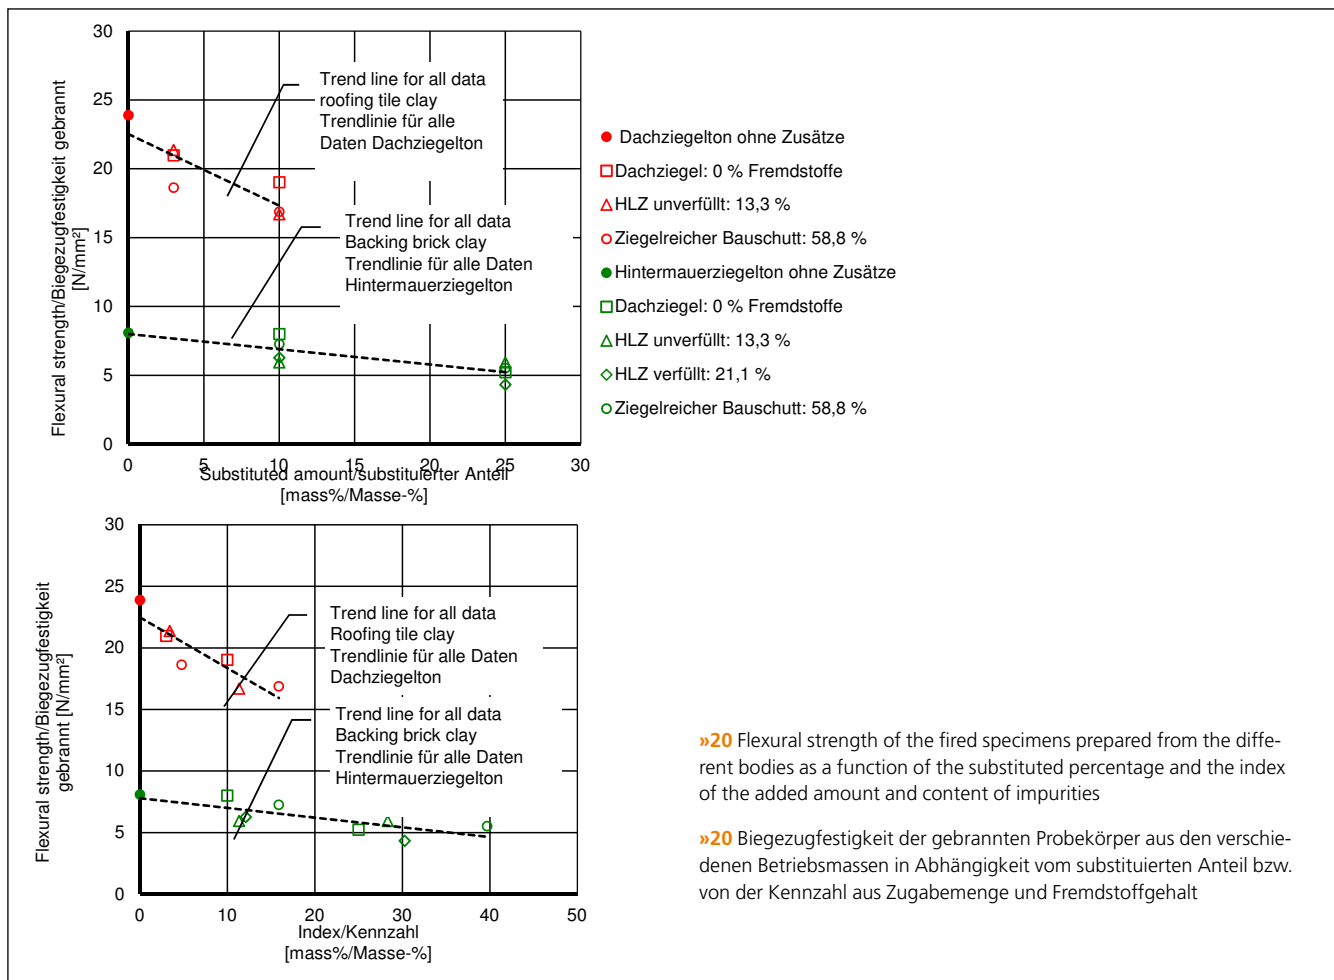 30
25
20
15
10
5
0
Flexural strength/Biegezugfestigkeit gebrannt
[N/mm²]
Trend line for all data
roofing tile clay
Trendlinie für alle
Daten Dachziegelton
Trend line for all data
Backing brick clay
Trendlinie für alle Daten
Hintermauerziegelton
0 5 10 15 20 25 30
Substituted amount/substituierter Anteil
[mass%/Masse-%]
Dachziegelton ohne Zusätze
Dachziegel: 0 % Fremdstoffe
HLZ unverfüllt: 13,3 %
Ziegelreicher Bauschutt: 58,8 %
Hintermauerziegelton ohne Zusätze
Dachziegel: 0 % Fremdstoffe
HLZ unverfüllt: 13,3 %
HLZ verfüllt: 21,1 %
Ziegelreicher Bauschutt: 58,8 %
30
25
20
15
10
5
0
Flexural strength/Biegezugfestigkeit
gebrannt [N/mm²]
Trend line for all data
Roofing tile clay
Trendlinie für alle Daten
Dachziegelton
Trend line for all data
Backing brick clay
Trendlinie für alle Daten
Hintermauerziegelton
0 10 20 30 40 50
Index/Kennzahl
[mass%/Masse-%]
»20 Flexural strength of the fired specimens prepared from the diffe-
rent bodies as a function of the substituted percentage and the index
of the added amount and content of impurities
»20 Biegezugfestigkeit der gebrannten Probekörper aus den verschie-
denen Betriebsmassen in Abhängigkeit vom substituierten Anteil bzw.
von der Kennzahl aus Zugabemenge und Fremdstoffgehalt